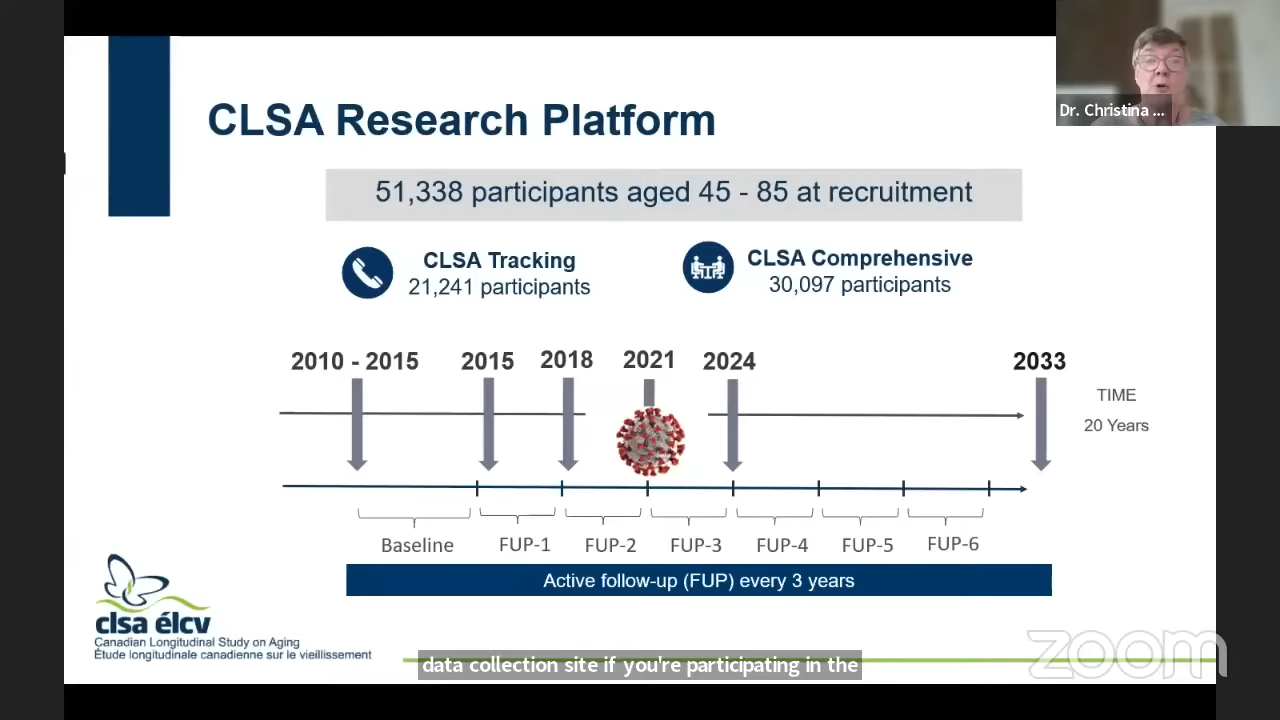 Dr. Christina ...
CLSA Research Platform
51,338 participants aged 45 - 85 at recruitment
CLSA Tracking
21,241 participants
CLSA Comprehensive
30,097 participants
2010 - 2015 2015 2018 2021 2024 2033
TIME
20 Years
Baseline FUP-1 FUP-2 FUP-3 FUP-4 FUP-5 FUP-6
Active follow-up (FUP) every 3 years
clsa élcv
Canadian Longitudinal Study on Aging
Étude longitudinale canadienne sur le vieillissement
data collection site if you're participating in the
zoom